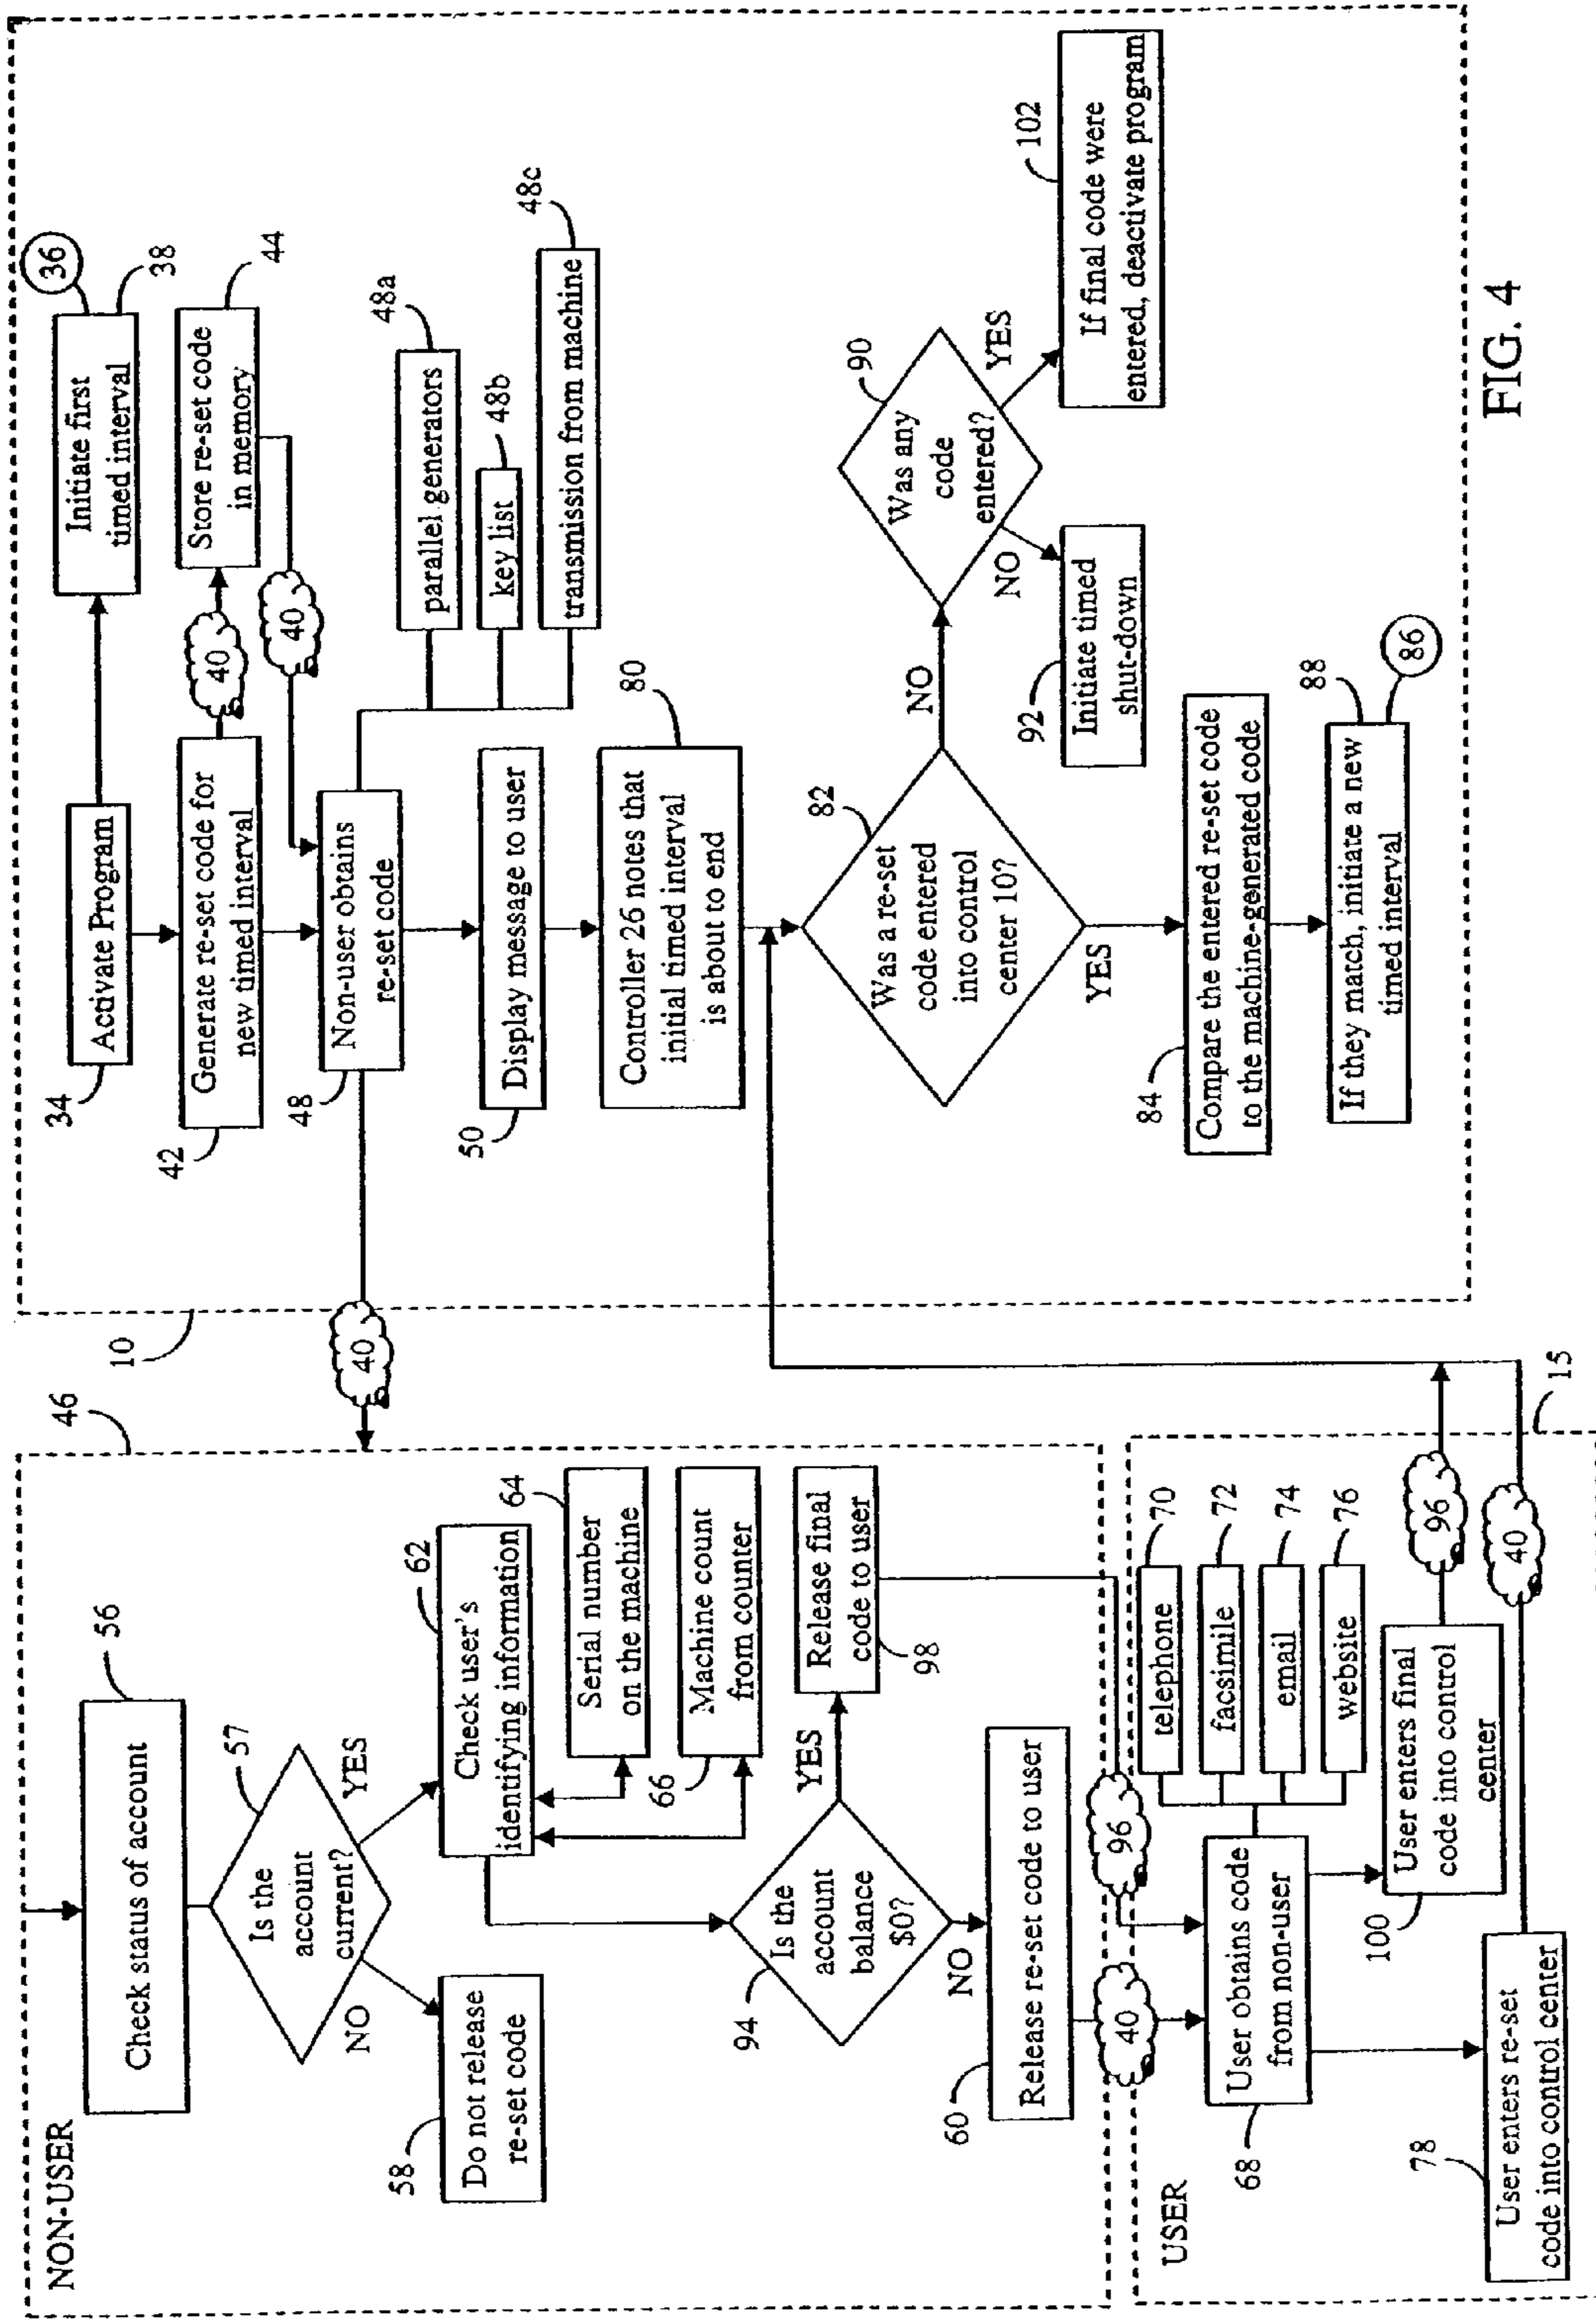 NON-USER
Check status of account
56
Is the
account
current?
57
NO
YES
58
Do not release
re-set code
62
Check user's
identifying information
64
Serial number
on the machine
66
Machine count
from counter
94
Is the
account
balance
$0?
YES
NO
Release final
code to user
98
60
Release re-set code to user
46
40
96
USER
68
User obtains code
from non-user
telephone
70
facsimile
72
email
74
website
76
100
User enters final
code into control
center
96
78
User enters re-set
code into control center
40
15
10
40
34
Activate Program
Initiate first
timed interval
36
38
42
Generate re-set code for
new timed interval
40
Store re-set code
in memory
44
40
48
Non-user obtains
re-set code
parallel generators
48a
key list
48b
transmission from machine
48c
50
Display message to user
Controller 26 notes that
initial timed interval
is about to end
80
Was a re-set
code entered
into control
center 10?
82
NO
YES
Was any
code
entered?
90
NO
YES
92
Initiate timed
shut-down
If final code were
entered, deactivate program
102
84
Compare the entered re-set code
to the machine-generated code
If they match, initiate a new
timed interval
88
86
FIG. 4